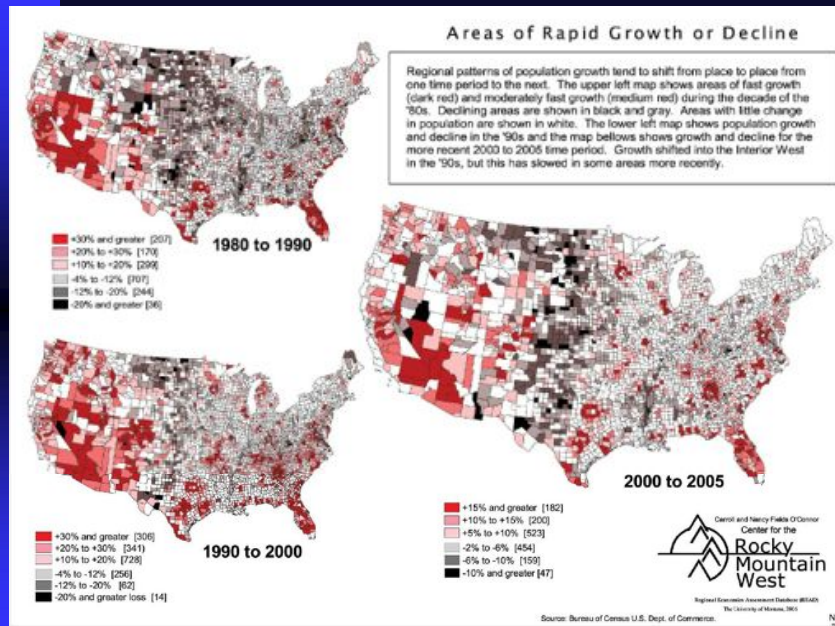 Areas of Rapid Growth or Decline
Regional patterns of population growth tend to shift from place to place from
one time period to the next. The upper left map shows areas of fast growth
(dark red) and moderately fast growth (medium red) during the decade of the
'80s. Declining areas are shown in black and gray. Areas with little change
in population are shown in white. The lower left map shows population growth
and decline in the '90s and the map bellows shows growth and decline for the
more recent 2000 to 2005 time period. Growth shifted into the Interior West
in the '90s, but this has slowed in some areas more recently.
+30% and greater [207]
+20% to +30% [170]
+10% to +20% [299]
-4% to -12% [707]
-12% to -20% [244]
-20% and greater [36]
1980 to 1990
+30% and greater [306]
+20% to +30% [341]
+10% to +20% [728]
-4% to -12% [256]
-12% to -20% [62]
-20% and greater loss [14]
1990 to 2000
2000 to 2005
+15% and greater [182]
+10% to +15% [200]
+5% to +10% [523]
-2% to -6% [454]
-6% to -10% [159]
-10% and greater [47]
Carroll and Nancy Fields O'Connor
Center for the
Rocky
Mountain
West
Regional Economics Assessment Database (READ)
The University of Montana,
Source: Bureau of Census U.S. Dept. of Commerce.